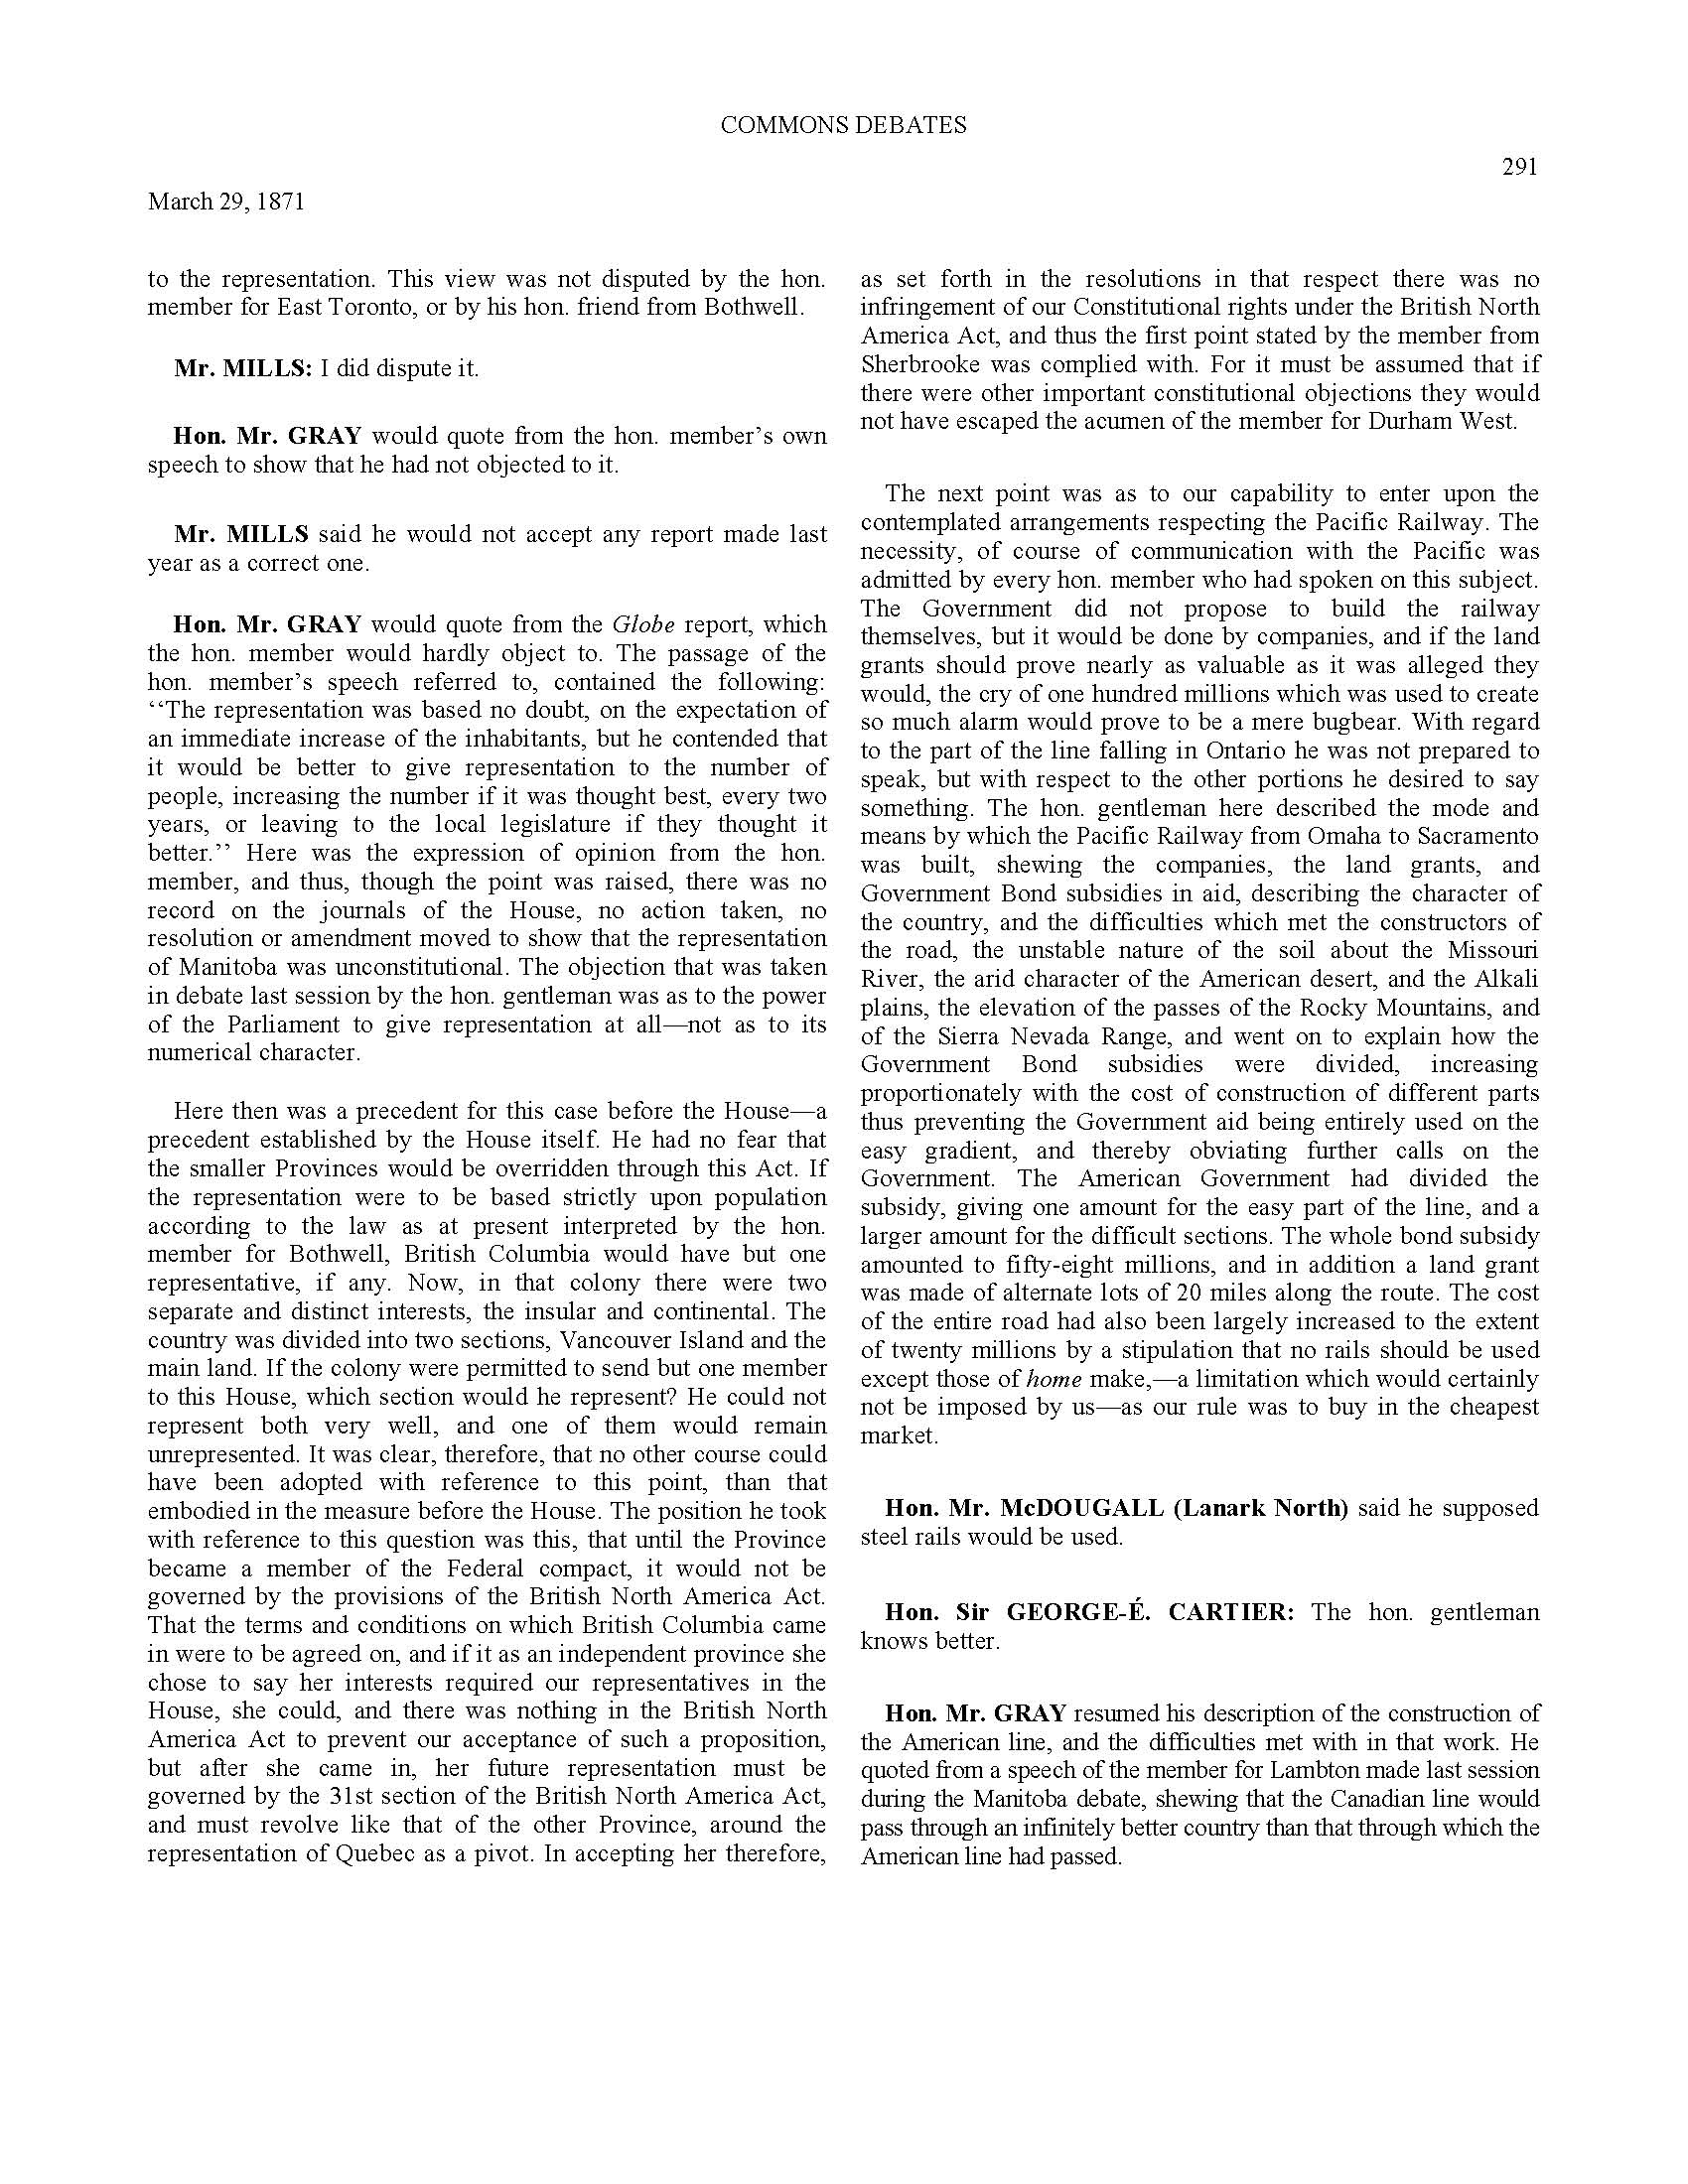 COMMONS DEBATES
291
March 29, 1871
to the representation. This view was not disputed by the hon.
member for East Toronto, or by his hon. friend from Bothwell.
Mr. MILLS: I did dispute it.
Hon. Mr. GRAY would quote from the hon. member’s own
speech to show that he had not objected to it.
Mr. MILLS said he would not accept any report made last
year as a correct one.
Hon. Mr. GRAY would quote from the Globe report, which
the hon. member would hardly object to. The passage of the
hon. member’s speech referred to, contained the following:
‘‘The representation was based no doubt, on the expectation of
an immediate increase of the inhabitants, but he contended that
it would be better to give representation to the number of
people, increasing the number if it was thought best, every two
years, or leaving to the local legislature if they thought it
better.’’ Here was the expression of opinion from the hon.
member, and thus, though the point was raised, there was no
record on the journals of the House, no action taken, no
resolution or amendment moved to show that the representation
of Manitoba was unconstitutional. The objection that was taken
in debate last session by the hon. gentleman was as to the power
of the Parliament to give representation at all—not as to its
numerical character.
Here then was a precedent for this case before the House—a
precedent established by the House itself. He had no fear that
the smaller Provinces would be overridden through this Act. If
the representation were to be based strictly upon population
according to the law as at present interpreted by the hon.
member for Bothwell, British Columbia would have but one
representative, if any. Now, in that colony there were two
separate and distinct interests, the insular and continental. The
country was divided into two sections, Vancouver Island and the
main land. If the colony were permitted to send but one member
to this House, which section would he represent? He could not
represent both very well, and one of them would remain
unrepresented. It was clear, therefore, that no other course could
have been adopted with reference to this point, than that
embodied in the measure before the House. The position he took
with reference to this question was this, that until the Province
became a member of the Federal compact, it would not be
governed by the provisions of the British North America Act.
That the terms and conditions on which British Columbia came
in were to be agreed on, and if it as an independent province she
chose to say her interests required our representatives in the
House, she could, and there was nothing in the British North
America Act to prevent our acceptance of such a proposition,
but after she came in, her future representation must be
governed by the 31st section of the British North America Act,
and must revolve like that of the other Province, around the
representation of Quebec as a pivot. In accepting her therefore,
as set forth in the resolutions in that respect there was no
infringement of our Constitutional rights under the British North
America Act, and thus the first point stated by the member from
Sherbrooke was complied with. For it must be assumed that if
there were other important constitutional objections they would
not have escaped the acumen of the member for Durham West.
The next point was as to our capability to enter upon the
contemplated arrangements respecting the Pacific Railway. The
necessity, of course of communication with the Pacific was
admitted by every hon. member who had spoken on this subject.
The Government did not propose to build the railway
themselves, but it would be done by companies, and if the land
grants should prove nearly as valuable as it was alleged they
would, the cry of one hundred millions which was used to create
so much alarm would prove to be a mere bugbear. With regard
to the part of the line falling in Ontario he was not prepared to
speak, but with respect to the other portions he desired to say
something. The hon. gentleman here described the mode and
means by which the Pacific Railway from Omaha to Sacramento
was built, shewing the companies, the land grants, and
Government Bond subsidies in aid, describing the character of
the country, and the difficulties which met the constructors of
the road, the unstable nature of the soil about the Missouri
River, the arid character of the American desert, and the Alkali
plains, the elevation of the passes of the Rocky Mountains, and
of the Sierra Nevada Range, and went on to explain how the
Government Bond subsidies were divided, increasing
proportionately with the cost of construction of different parts
thus preventing the Government aid being entirely used on the
easy gradient, and thereby obviating further calls on the
Government. The American Government had divided the
subsidy, giving one amount for the easy part of the line, and a
larger amount for the difficult sections. The whole bond subsidy
amounted to fifty-eight millions, and in addition a land grant
was made of alternate lots of 20 miles along the route. The cost
of the entire road had also been largely increased to the extent
of twenty millions by a stipulation that no rails should be used
except those of home make,—a limitation which would certainly
not be imposed by us—as our rule was to buy in the cheapest
market.
Hon. Mr. McDOUGALL (Lanark North) said he supposed
steel rails would be used.
Hon. Sir GEORGE-É. CARTIER: The hon. gentleman
knows better.
Hon. Mr. GRAY resumed his description of the construction of
the American line, and the difficulties met with in that work. He
quoted from a speech of the member for Lambton made last session
during the Manitoba debate, shewing that the Canadian line would
pass through an infinitely better country than that through which the
American line had passed.